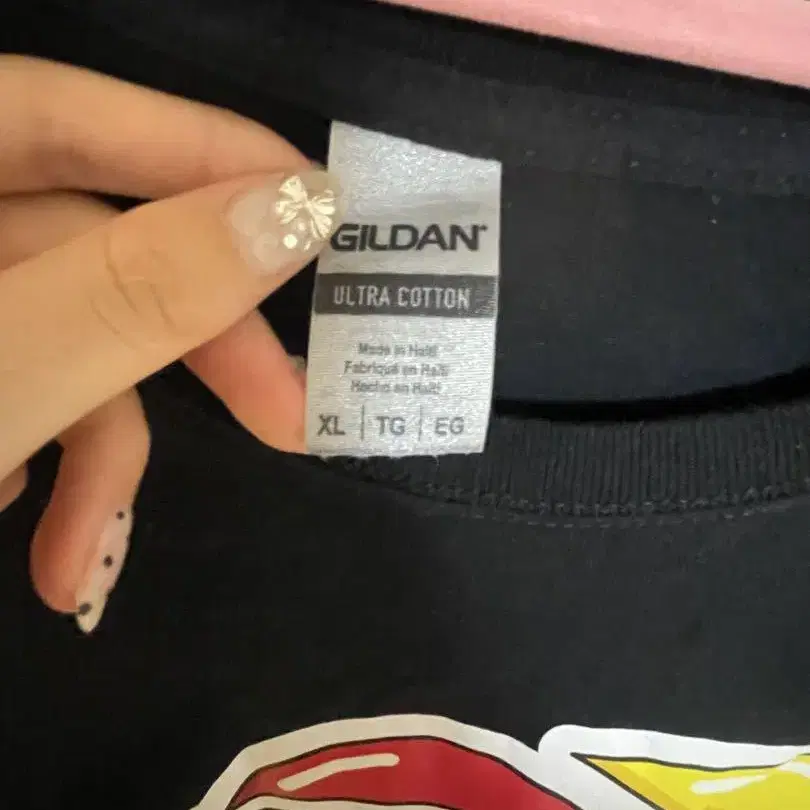 GILDAN®
ULTRA COTTON
Made in Haiti
Fabriqué en Haïti
Hecho en Haití
XL | TG | EG